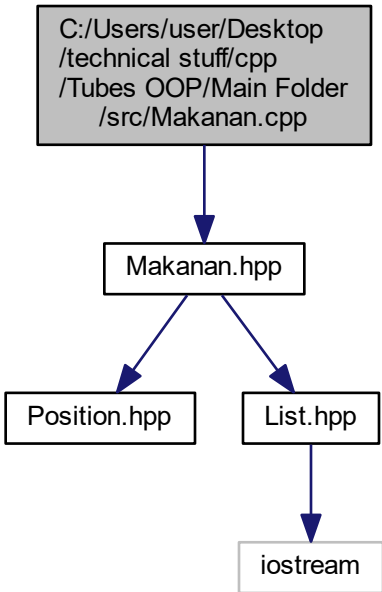 C:/Users/user/Desktop
/technical stuff/cpp
/Tubes OOP/Main Folder
/src/Makanan.cpp
Makanan.hpp
Position.hpp
List.hpp
iostream